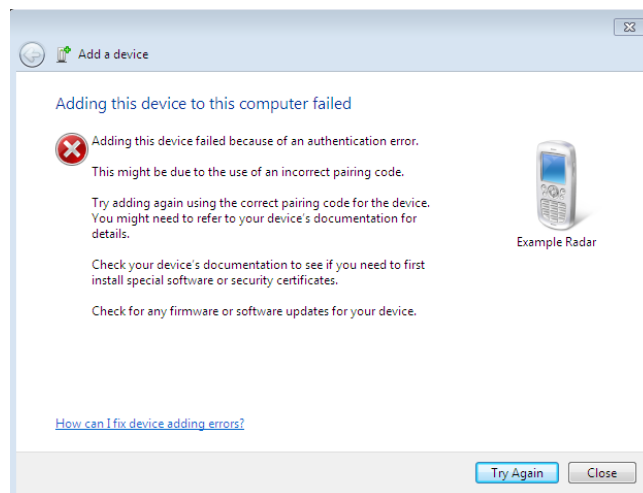 Add a device
Adding this device to this computer failed
Adding this device failed because of an authentication error.
This might be due to the use of an incorrect pairing code.
Try adding again using the correct pairing code for the device.
You might need to refer to your device's documentation for
details.
Example Radar
Check your device's documentation to see if you need to first
install special software or security certificates.
Check for any firmware or software updates for your device.
How can I fix device adding errors?
Try Again
Close